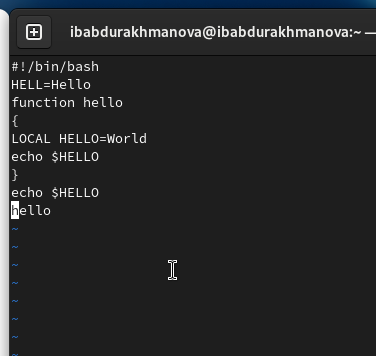 ibabdurakhmanova@ibabdurakhmanova:~ —
#!/bin/bash
HELL=Hello
function hello
{
LOCAL HELLO=World
echo $HELLO
}
echo $HELLO
hello
~
~
~
~
~
~
~
~